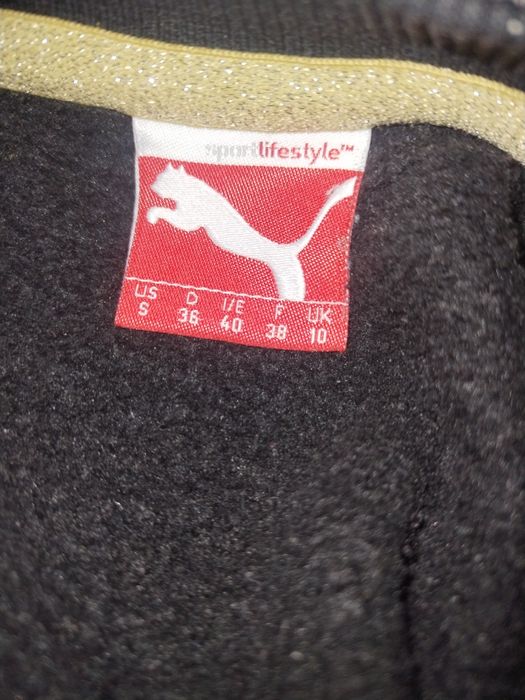 sportlifestyle™
US D I/E F UK
S 36 40 38 10